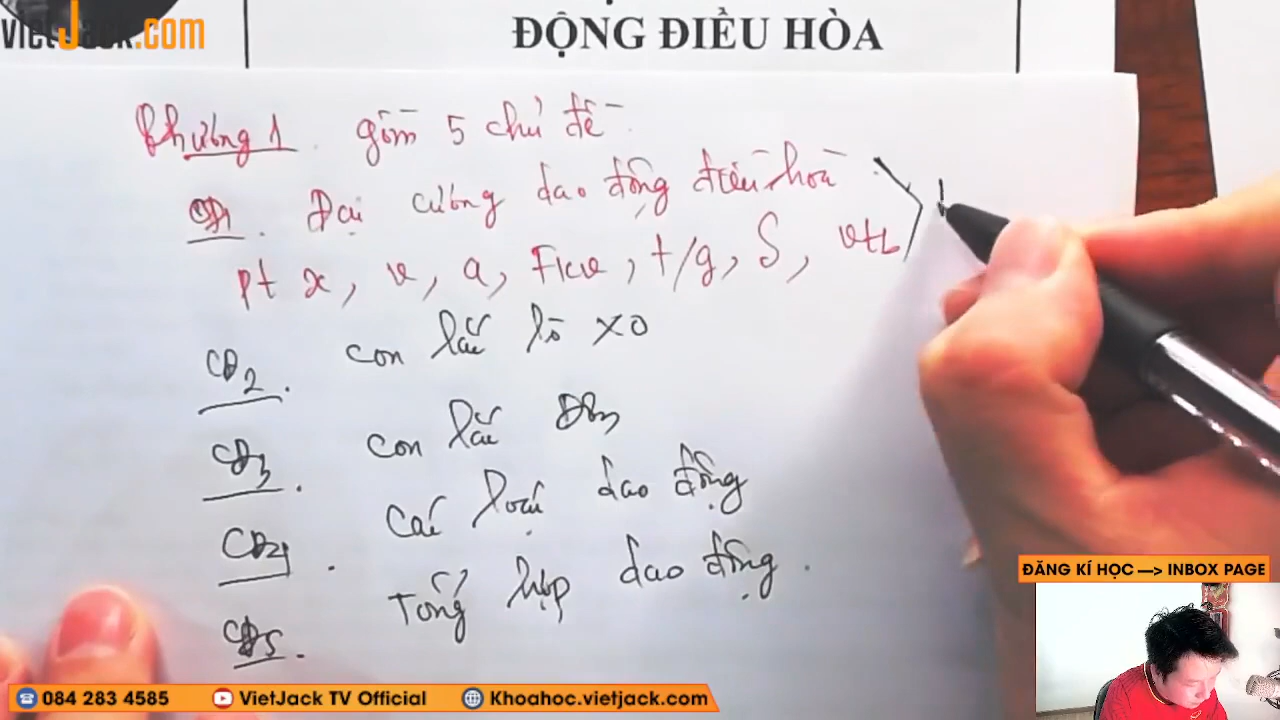 vietJack.com
ĐỘNG ĐIỀU HÒA
Chương 1. gồm 5 chủ đề
CĐ1. Đại cương dao động điều hòa
pt x, v, a, , t/g, S, vtb
CĐ2. con lắc lò xo
CĐ3. con lắc đơn
CĐ4. Các loại dao động
CĐ5. Tổng hợp dao động.
ĐĂNG KÍ HỌC —> INBOX PAGE
084 283 4585 VietJack TV Official Khoahoc.vietjack.com